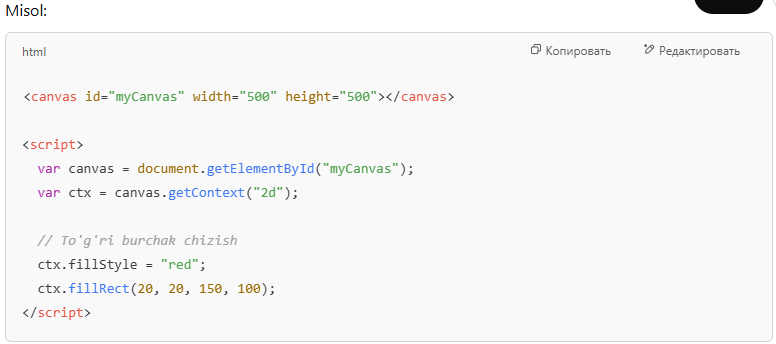 Misol:
html Копировать Редактировать
<canvas id="myCanvas" width="500" height="500"></canvas>
<script>
var canvas = document.getElementById("myCanvas");
var ctx = canvas.getContext("2d");
// To'g'ri burchak chizish
ctx.fillStyle = "red";
ctx.fillRect(20, 20, 150, 100);
</script>